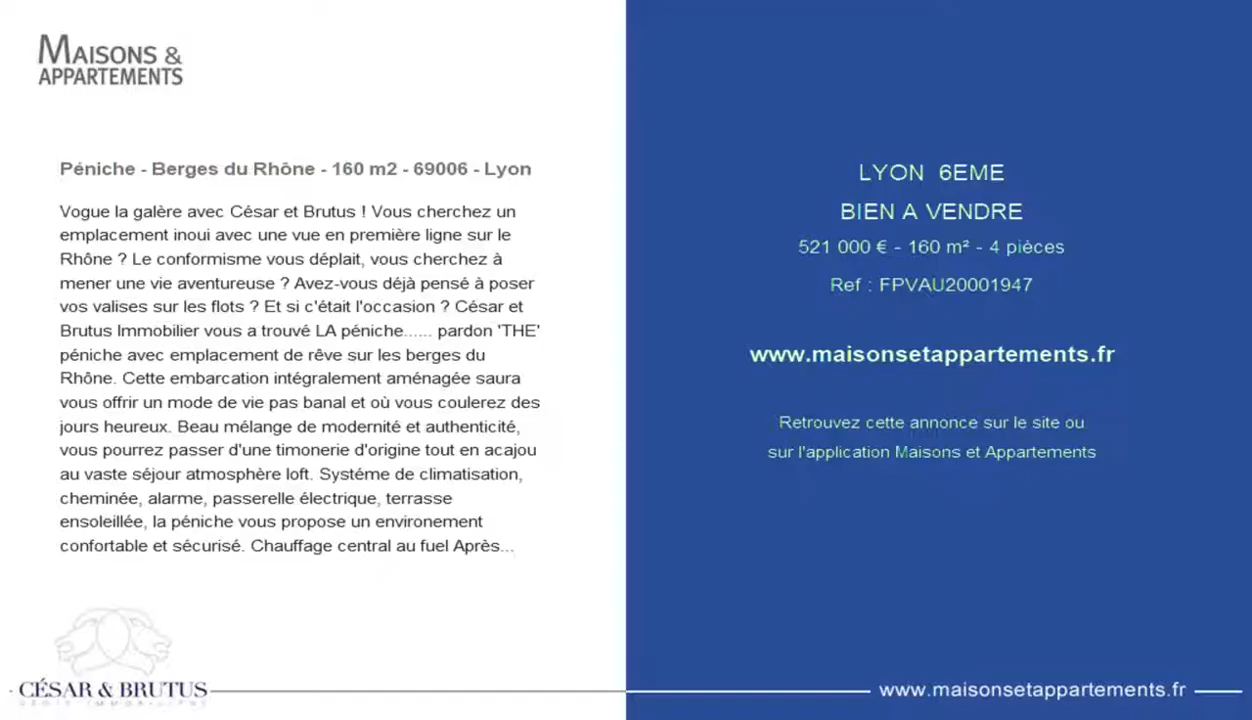 MAISONS &
APPARTEMENTS
Péniche - Berges du Rhône - 160 m2 - 69006 - Lyon
Vogue la galère avec César et Brutus ! Vous cherchez un
emplacement inoui avec une vue en première ligne sur le
Rhône ? Le conformisme vous déplait, vous cherchez à
mener une vie aventureuse ? Avez-vous déjà pensé à poser
vos valises sur les flots ? Et si c'était l'occasion ? César et
Brutus Immobilier vous a trouvé LA péniche...... pardon 'THE'
péniche avec emplacement de rêve sur les berges du
Rhône. Cette embarcation intégralement aménagée saura
vous offrir un mode de vie pas banal et où vous coulerez des
jours heureux. Beau mélange de modernité et authenticité,
vous pourrez passer d'une timonerie d'origine tout en acajou
au vaste séjour atmosphère loft. Systéme de climatisation,
cheminée, alarme, passerelle électrique, terrasse
ensoleillée, la péniche vous propose un environement
confortable et sécurisé. Chauffage central au fuel Après...
CÉSAR & BRUTUS
LYON 6EME
BIEN A VENDRE
521 000 € - 160 m² - 4 pièces
Ref : FPVAU20001947
www.maisonsetappartements.fr
Retrouvez cette annonce sur le site ou
sur l'application Maisons et Appartements
www.maisonsetappartements.fr